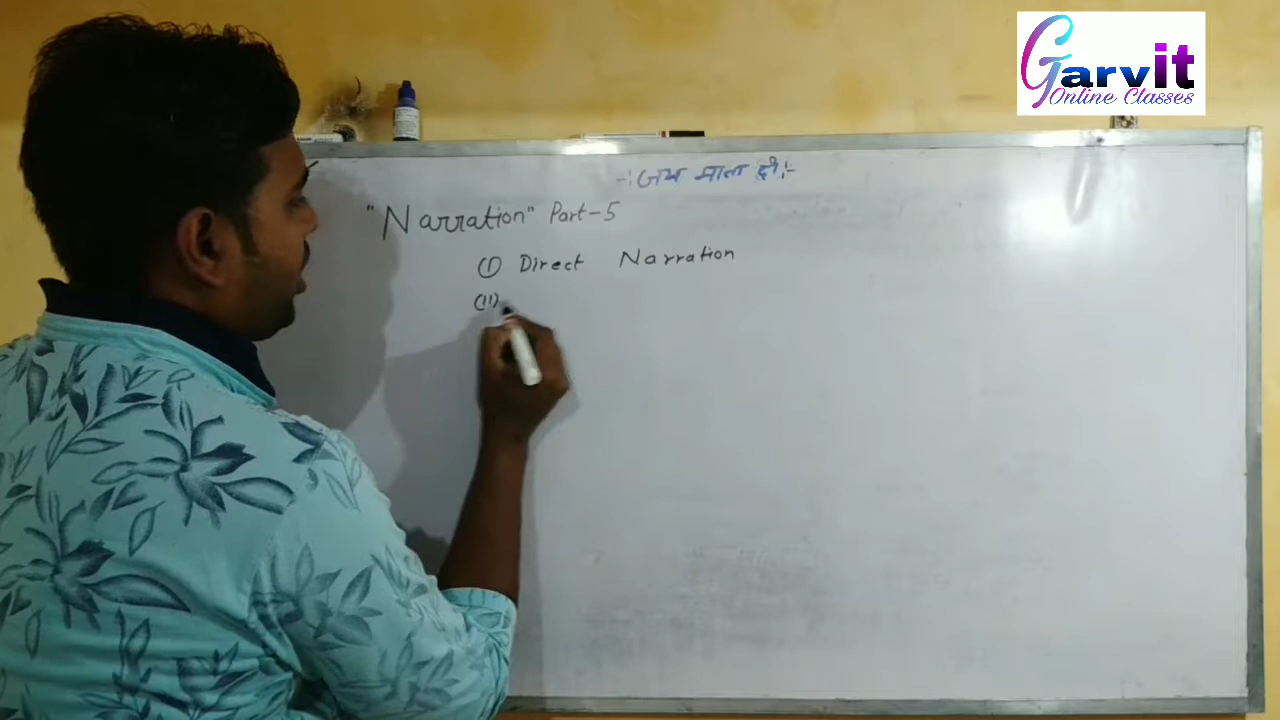 Garvit
Online Classes
-:जय माता दी:-
"Narration" Part-5
(I) Direct Narration
(II)